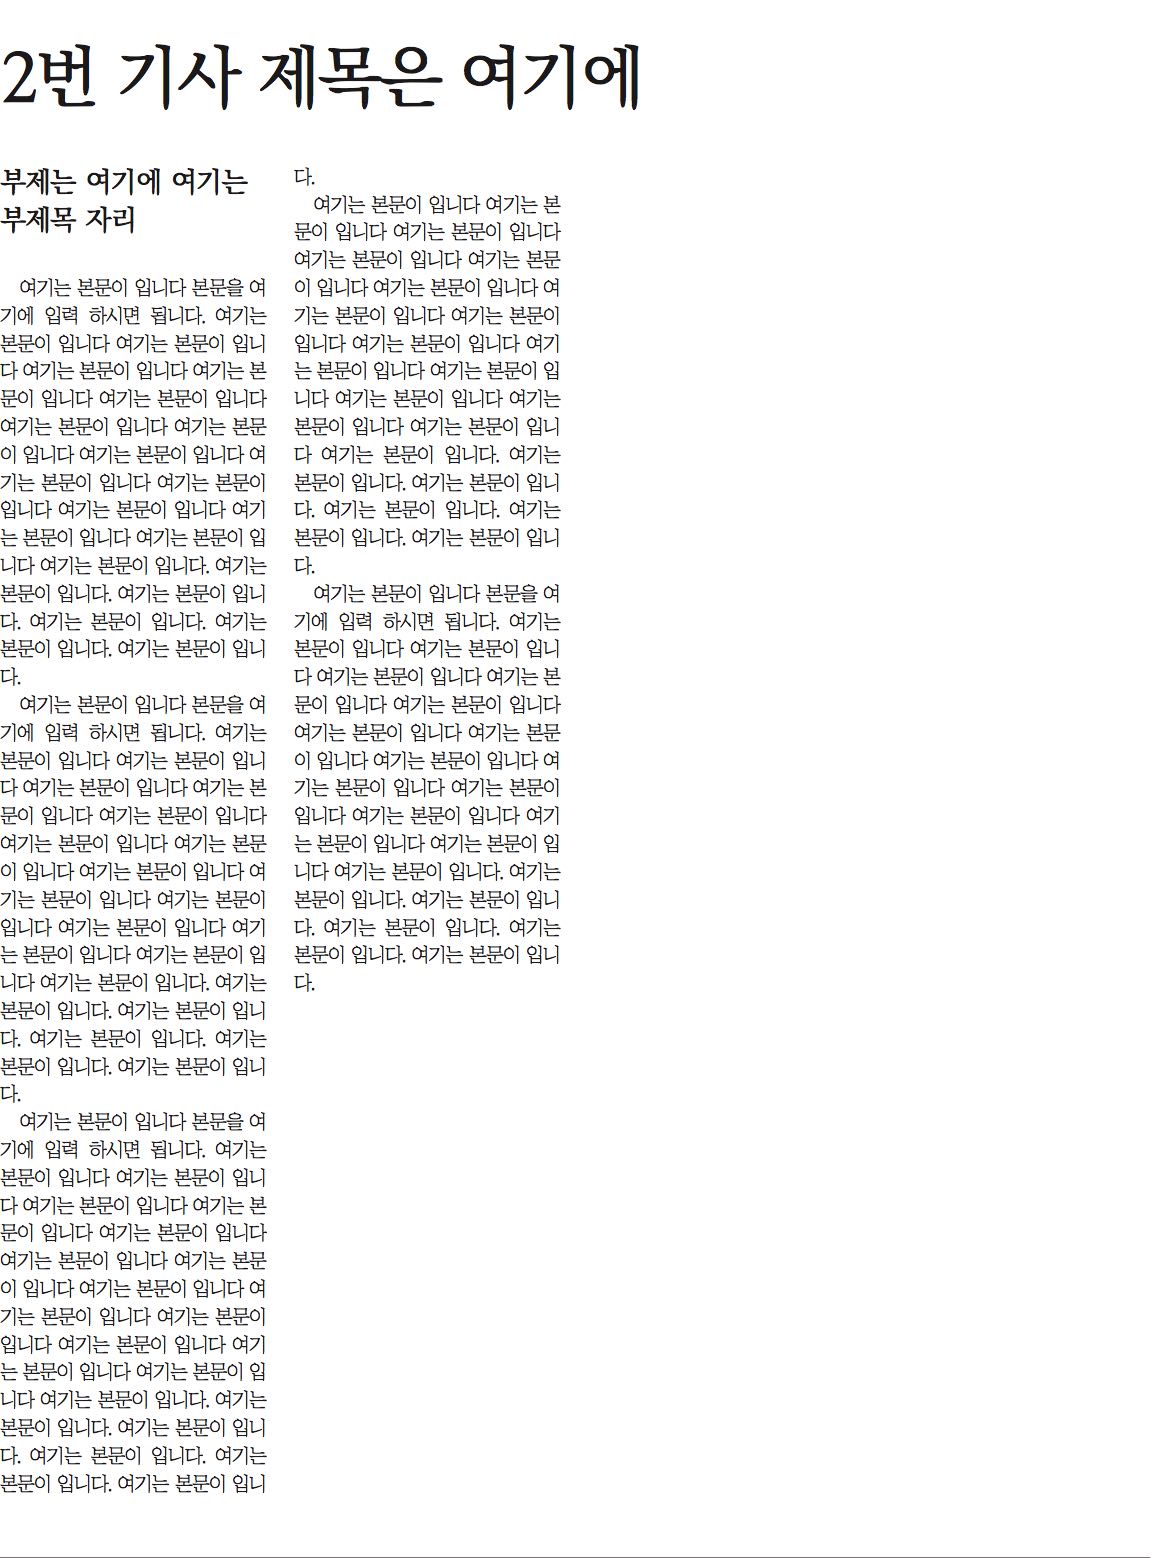 2번 기사 제목은 여기에
부제는 여기에 여기는
부제목 자리
여기는 본문이 입니다 본문을 여
기에 입력 하시면 됩니다. 여기는
본문이 입니다 여기는 본문이 입니
다 여기는 본문이 입니다 여기는 본
문이 입니다 여기는 본문이 입니다
여기는 본문이 입니다 여기는 본문
이 입니다 여기는 본문이 입니다 여
기는 본문이 입니다 여기는 본문이
입니다 여기는 본문이 입니다 여기
는 본문이 입니다 여기는 본문이 입
니다 여기는 본문이 입니다. 여기는
본문이 입니다. 여기는 본문이 입니
다. 여기는 본문이 입니다. 여기는
본문이 입니다. 여기는 본문이 입니
다.
여기는 본문이 입니다 본문을 여
기에 입력 하시면 됩니다. 여기는
본문이 입니다 여기는 본문이 입니
다 여기는 본문이 입니다 여기는 본
문이 입니다 여기는 본문이 입니다
여기는 본문이 입니다 여기는 본문
이 입니다 여기는 본문이 입니다 여
기는 본문이 입니다 여기는 본문이
입니다 여기는 본문이 입니다 여기
는 본문이 입니다 여기는 본문이 입
니다 여기는 본문이 입니다. 여기는
본문이 입니다. 여기는 본문이 입니
다. 여기는 본문이 입니다. 여기는
본문이 입니다. 여기는 본문이 입니
다.
여기는 본문이 입니다 본문을 여
기에 입력 하시면 됩니다. 여기는
본문이 입니다 여기는 본문이 입니
다 여기는 본문이 입니다 여기는 본
문이 입니다 여기는 본문이 입니다
여기는 본문이 입니다 여기는 본문
이 입니다 여기는 본문이 입니다 여
기는 본문이 입니다 여기는 본문이
입니다 여기는 본문이 입니다 여기
는 본문이 입니다 여기는 본문이 입
니다 여기는 본문이 입니다. 여기는
본문이 입니다. 여기는 본문이 입니
다. 여기는 본문이 입니다. 여기는
본문이 입니다. 여기는 본문이 입니
다.
여기는 본문이 입니다 여기는 본
문이 입니다 여기는 본문이 입니다
여기는 본문이 입니다 여기는 본문
이 입니다 여기는 본문이 입니다 여
기는 본문이 입니다 여기는 본문이
입니다 여기는 본문이 입니다 여기
는 본문이 입니다 여기는 본문이 입
니다 여기는 본문이 입니다 여기는
본문이 입니다 여기는 본문이 입니
다 여기는 본문이 입니다. 여기는
본문이 입니다. 여기는 본문이 입니
다. 여기는 본문이 입니다. 여기는
본문이 입니다. 여기는 본문이 입니
다.
여기는 본문이 입니다 본문을 여
기에 입력 하시면 됩니다. 여기는
본문이 입니다 여기는 본문이 입니
다 여기는 본문이 입니다 여기는 본
문이 입니다 여기는 본문이 입니다
여기는 본문이 입니다 여기는 본문
이 입니다 여기는 본문이 입니다 여
기는 본문이 입니다 여기는 본문이
입니다 여기는 본문이 입니다 여기
는 본문이 입니다 여기는 본문이 입
니다 여기는 본문이 입니다. 여기는
본문이 입니다. 여기는 본문이 입니
다. 여기는 본문이 입니다. 여기는
본문이 입니다. 여기는 본문이 입니
다.